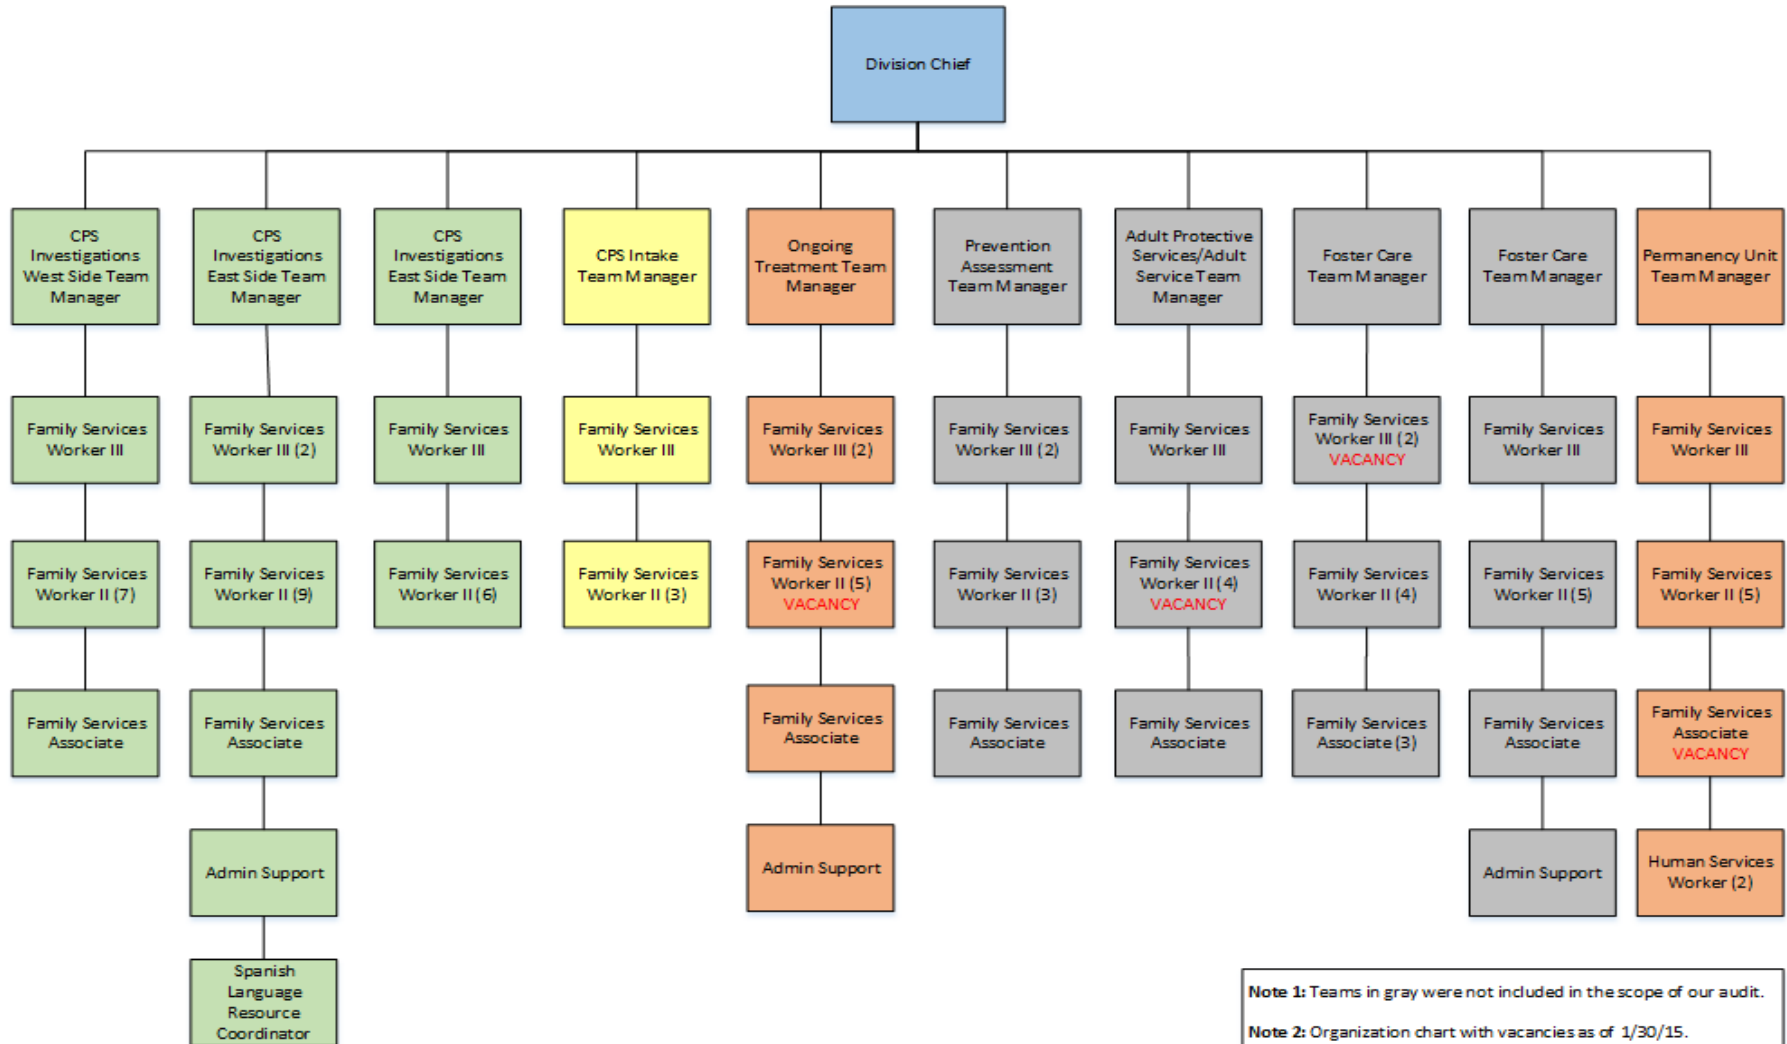 Division Chief
CPS
Investigations
West Side Team
Manager
CPS
Investigations
East Side Team
Manager
CPS
Investigations
East Side Team
Manager
CPS Intake
Team Manager
Ongoing
Treatment Team
Manager
Prevention
Assessment
Team Manager
Adult Protective
Services/Adult
Service Team
Manager
Foster Care
Team Manager
Foster Care
Team Manager
Permanency Unit
Team Manager
Family Services
Worker III
Family Services
Worker III (2)
Family Services
Worker III
Family Services
Worker III
Family Services
Worker III (2)
Family Services
Worker III (2)
Family Services
Worker III
Family Services
Worker III (2)
VACANCY
Family Services
Worker III
Family Services
Worker III
Family Services
Worker II (7)
Family Services
Worker II (9)
Family Services
Worker II (6)
Family Services
Worker II (3)
Family Services
Worker II (5)
VACANCY
Family Services
Worker II (3)
Family Services
Worker II (4)
VACANCY
Family Services
Worker II (4)
Family Services
Worker II (5)
Family Services
Worker II (5)
Family Services
Associate
Family Services
Associate
Family Services
Associate
Family Services
Associate
Family Services
Associate
Family Services
Associate (3)
Family Services
Associate
Family Services
Associate
VACANCY
Admin Support
Admin Support
Admin Support
Human Services
Worker (2)
Spanish
Language
Resource
Coordinator
Note 1: Teams in gray were not included in the scope of our audit.
Note 2: Organization chart with vacancies as of 1/30/15.